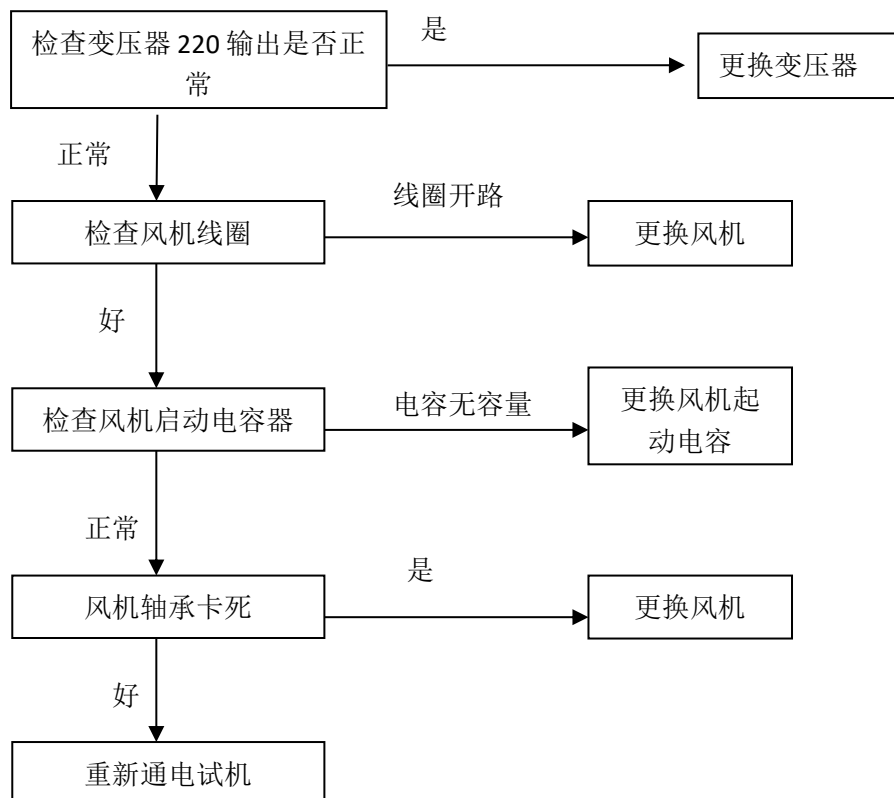 检查变压器 220 输出是否正
常
是
更换变压器
正常
检查风机线圈
线圈开路
更换风机
好
检查风机启动电容器
电容无容量
更换风机起
动电容
正常
风机轴承卡死
是
更换风机
好
重新通电试机